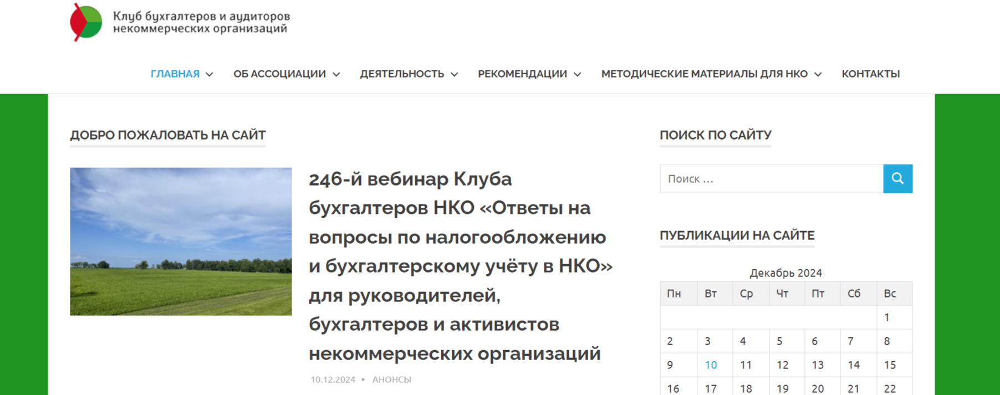 Клуб бухгалтеров и аудиторов
некоммерческих организаций
ГЛАВНАЯ ОБ АССОЦИАЦИИ ДЕЯТЕЛЬНОСТЬ РЕКОМЕНДАЦИИ МЕТОДИЧЕСКИЕ МАТЕРИАЛЫ ДЛЯ НКО КОНТАКТЫ
ДОБРО ПОЖАЛОВАТЬ НА САЙТ
246-й вебинар Клуба
бухгалтеров НКО «Ответы на
вопросы по налогообложению
и бухгалтерскому учёту в НКО»
для руководителей,
бухгалтеров и активистов
некоммерческих организаций
10.12.2024 • АНОНСЫ
ПОИСК ПО САЙТУ
Поиск …
ПУБЛИКАЦИИ НА САЙТЕ
Декабрь 2024
Пн Вт Ср Чт Пт Сб Вс
1
2 3 4 5 6 7 8
9 10 11 12 13 14 15
16 17 18 19 20 21 22